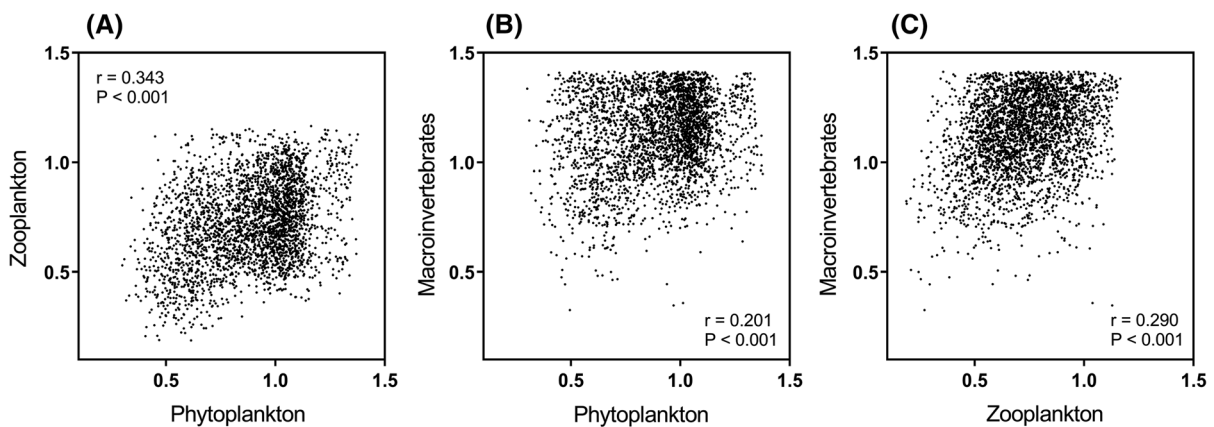 (A)
1.5
1.0
0.5
Zooplankton
r = 0.343
P < 0.001
0.5 1.0 1.5
Phytoplankton
(B)
1.5
1.0
0.5
Macroinvertebrates
r = 0.201
P < 0.001
0.5 1.0 1.5
Phytoplankton
(C)
1.5
1.0
0.5
Macroinvertebrates
r = 0.290
P < 0.001
0.5 1.0 1.5
Zooplankton